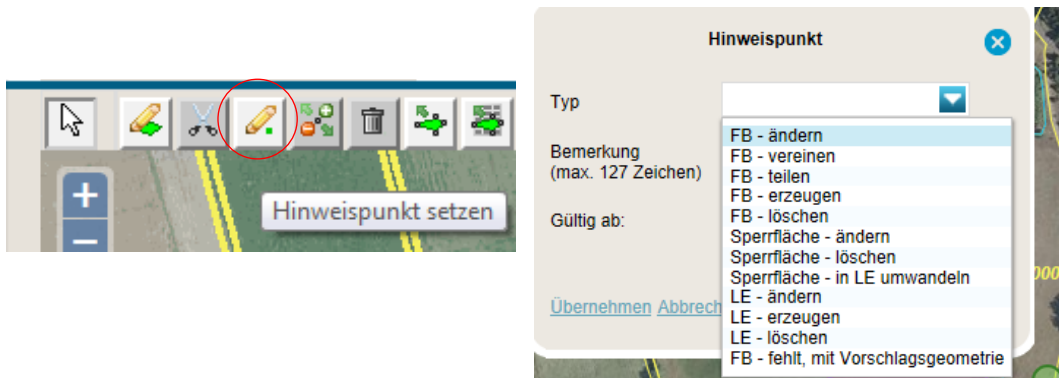 Hinweispunkt setzen
Hinweispunkt
Typ
FB - ändern
FB - vereinen
FB - teilen
FB - erzeugen
FB - löschen
Sperrfläche - ändern
Sperrfläche - löschen
Sperrfläche - in LE umwandeln
LE - ändern
LE - erzeugen
LE - löschen
FB - fehlt, mit Vorschlagsgeometrie
Bemerkung
(max. 127 Zeichen)
Gültig ab:
Übernehmen Abbrech
000